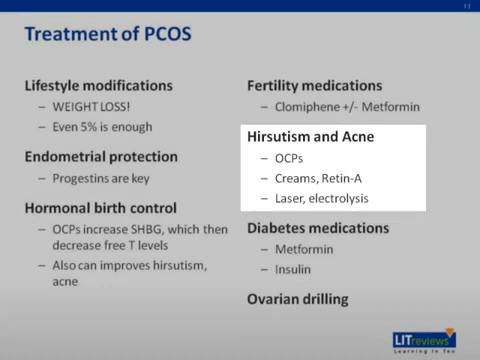 13
Treatment of PCOS
Lifestyle modifications
– WEIGHT LOSS!
– Even 5% is enough
Endometrial protection
– Progestins are key
Hormonal birth control
– OCPs increase SHBG, which then
decrease free T levels
– Also can improves hirsutism,
acne
Fertility medications
– Clomiphene +/- Metformin
Hirsutism and Acne
– OCPs
– Creams, Retin-A
– Laser, electrolysis
Diabetes medications
– Metformin
– Insulin
Ovarian drilling
LITreviews
Learning in Ten